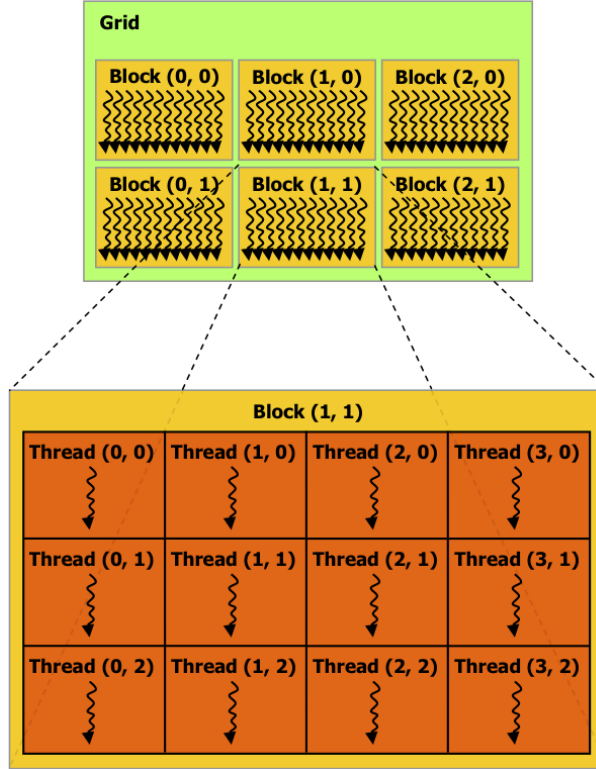 Grid
Block (0, 0) Block (1, 0) Block (2, 0)
Block (0, 1) Block (1, 1) Block (2, 1)
Block (1, 1)
Thread (0, 0) Thread (1, 0) Thread (2, 0) Thread (3, 0)
Thread (0, 1) Thread (1, 1) Thread (2, 1) Thread (3, 1)
Thread (0, 2) Thread (1, 2) Thread (2, 2) Thread (3, 2)